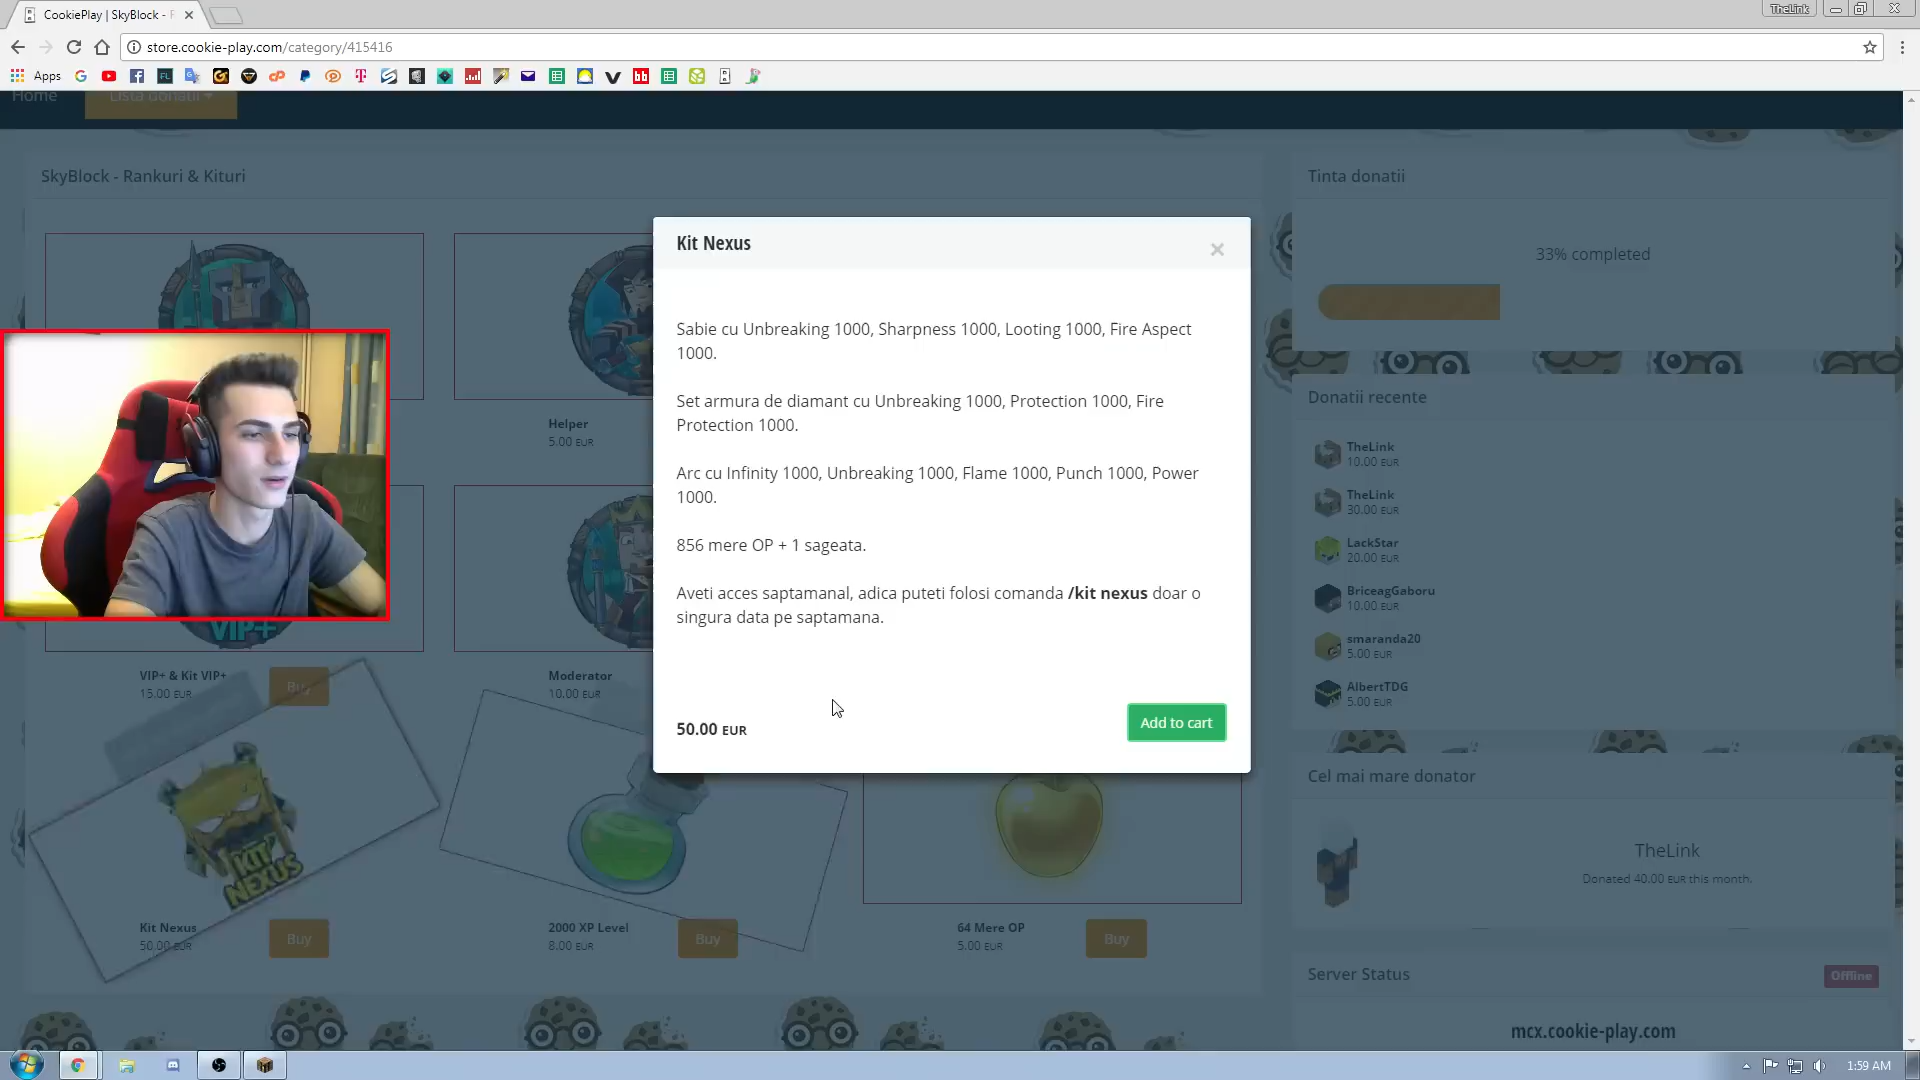 CookiePlay | SkyBlock -
TheLink
store.cookie-play.com/category/415416
Apps
Home
Lista donatii
SkyBlock - Rankuri & Kituri
Tinta donatii
33% completed
Kit Nexus
×
Sabie cu Unbreaking 1000, Sharpness 1000, Looting 1000, Fire Aspect
1000.
Set armura de diamant cu Unbreaking 1000, Protection 1000, Fire
Protection 1000.
Arc cu Infinity 1000, Unbreaking 1000, Flame 1000, Punch 1000, Power
1000.
856 mere OP + 1 sageata.
Aveti acces saptamanal, adica puteti folosi comanda /kit nexus doar o
singura data pe saptamana.
50.00 EUR
Add to cart
Helper
5.00 EUR
VIP+
VIP+ & Kit VIP+
15.00 EUR
Buy
Moderator
10.00 EUR
KIT
NEXUS
Kit Nexus
50.00 EUR
Buy
2000 XP Level
8.00 EUR
Buy
64 Mere OP
5.00 EUR
Buy
Donatii recente
TheLink
10.00 EUR
TheLink
30.00 EUR
LackStar
20.00 EUR
BriceagGaboru
10.00 EUR
smaranda20
5.00 EUR
AlbertTDG
5.00 EUR
Cel mai mare donator
TheLink
Donated 40.00 EUR this month.
Server Status
Offline
mcx.cookie-play.com
1:59 AM